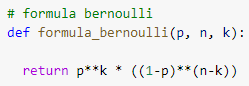 # formula bernoulli
def formula_bernoulli(p, n, k):
return p**k * ((1-p)**(n-k))